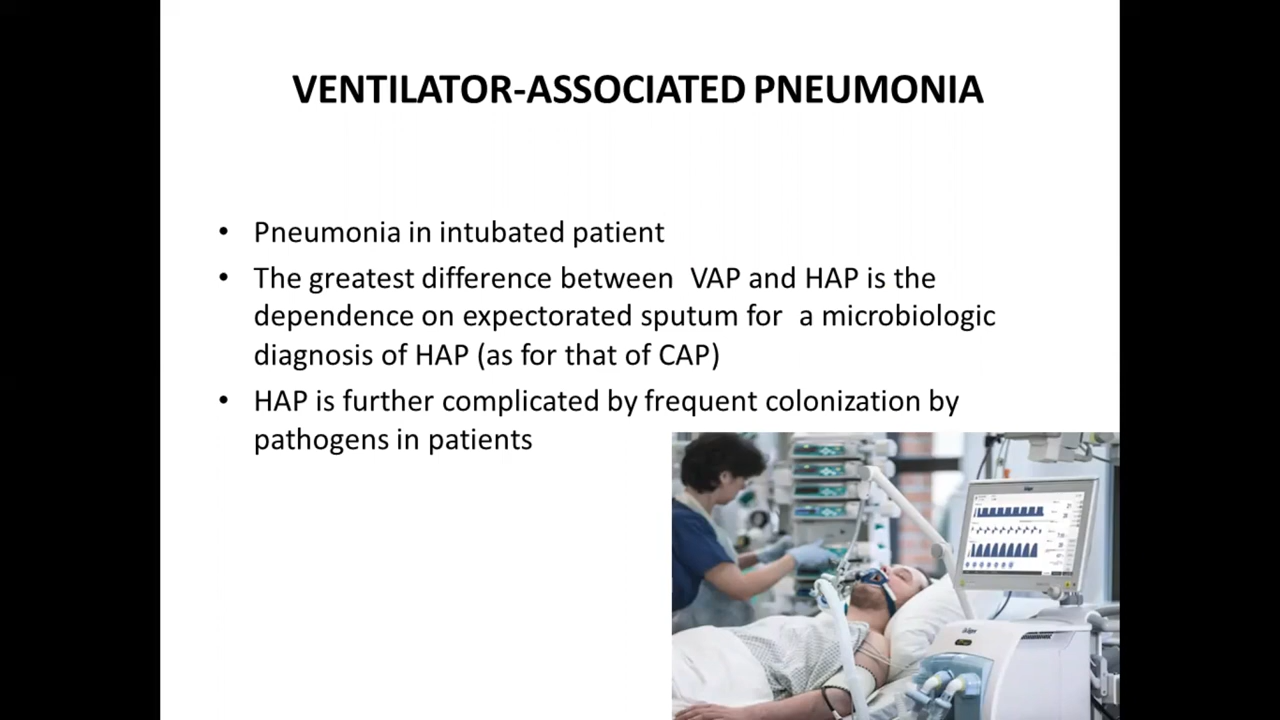 VENTILATOR-ASSOCIATED PNEUMONIA
• Pneumonia in intubated patient
• The greatest difference between VAP and HAP is the
dependence on expectorated sputum for a microbiologic
diagnosis of HAP (as for that of CAP)
• HAP is further complicated by frequent colonization by
pathogens in patients
Dräger